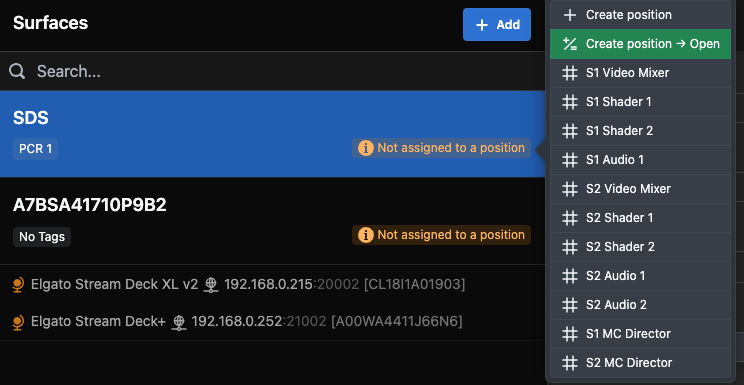 Surfaces
Add
Search...
SDS
PCR 1
Not assigned to a position
A7BSA41710P9B2
No Tags
Not assigned to a position
Elgato Stream Deck XL v2 192.168.0.215:20002 [CL18I1A01903]
Elgato Stream Deck+ 192.168.0.252:21002 [A00WA4411J66N6]
Create position
Create position → Open
S1 Video Mixer
S1 Shader 1
S1 Shader 2
S1 Audio 1
S2 Video Mixer
S2 Shader 1
S2 Shader 2
S2 Audio 1
S2 Audio 2
S1 MC Director
S2 MC Director